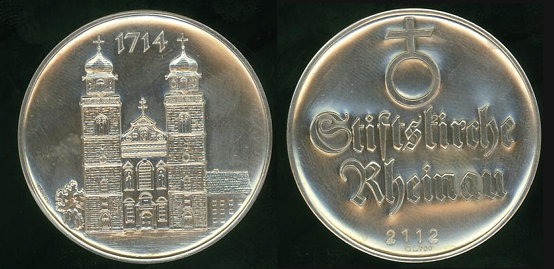 1714
Stiftskirche
Rheinau
2112